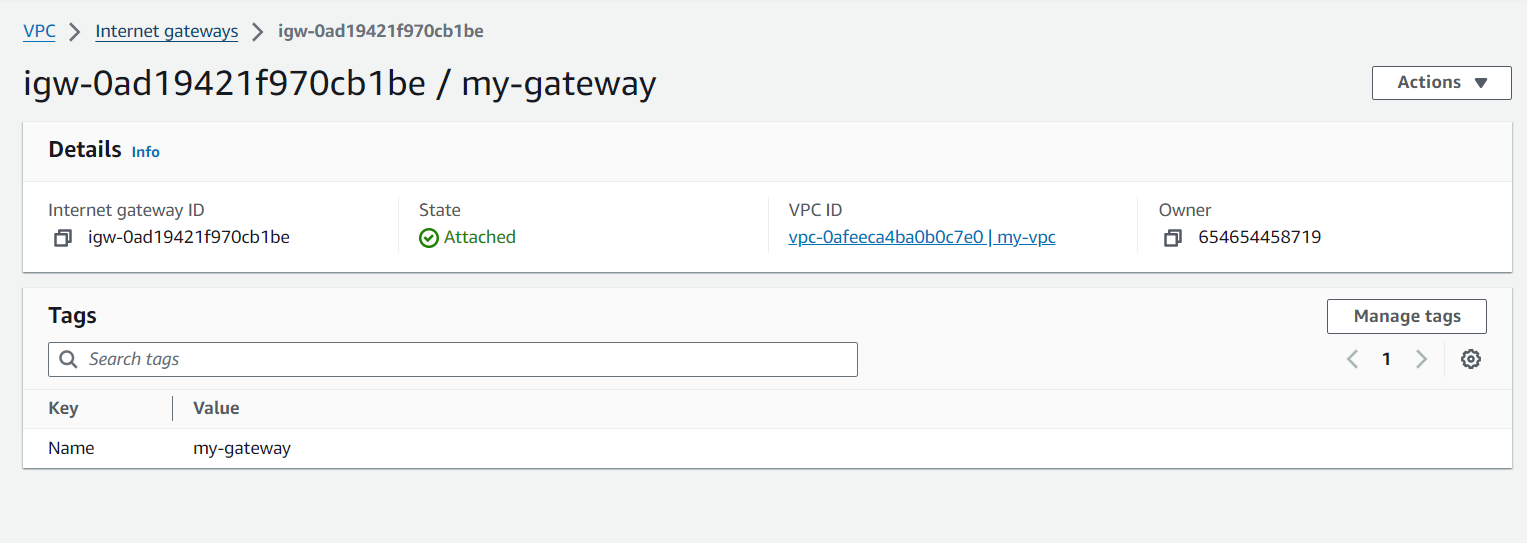 VPC > Internet gateways > igw-0ad19421f970cb1be
igw-0ad19421f970cb1be / my-gateway
Actions
Details Info
Internet gateway ID State VPC ID Owner
igw-0ad19421f970cb1be Attached vpc-0afeeca4ba0b0c7e0 | my-vpc 654654458719
Tags
Manage tags
Search tags
1
Key Value
Name my-gateway